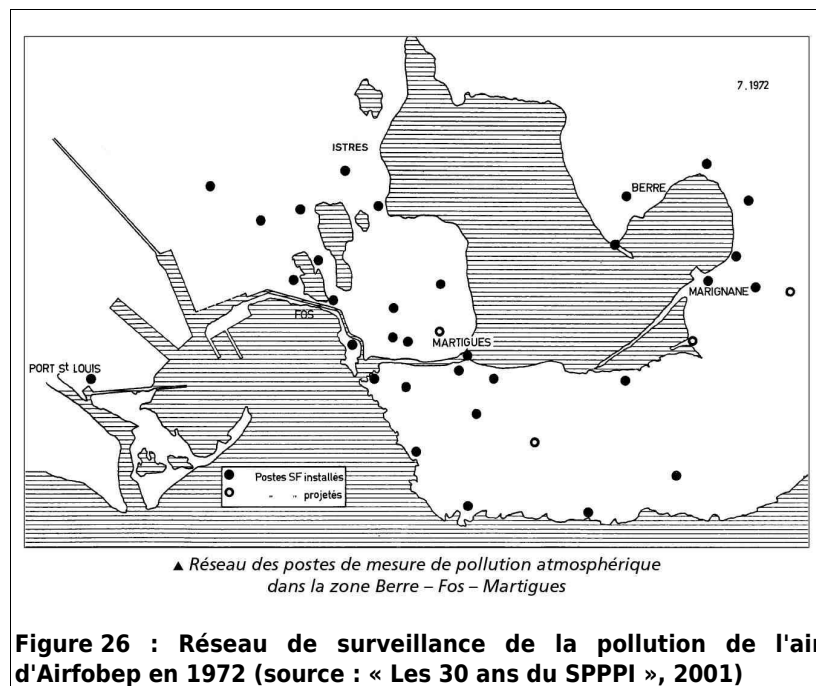 7.1972
ISTRES
BERRE
MARIGNANE
FOS
MARTIGUES
PORT St LOUIS
Postes SF installés
" " projetés
▲ Réseau des postes de mesure de pollution atmosphérique
dans la zone Berre – Fos – Martigues
Figure 26 : Réseau de surveillance de la pollution de l'air
d'Airfobep en 1972 (source : « Les 30 ans du SPPPI », 2001)